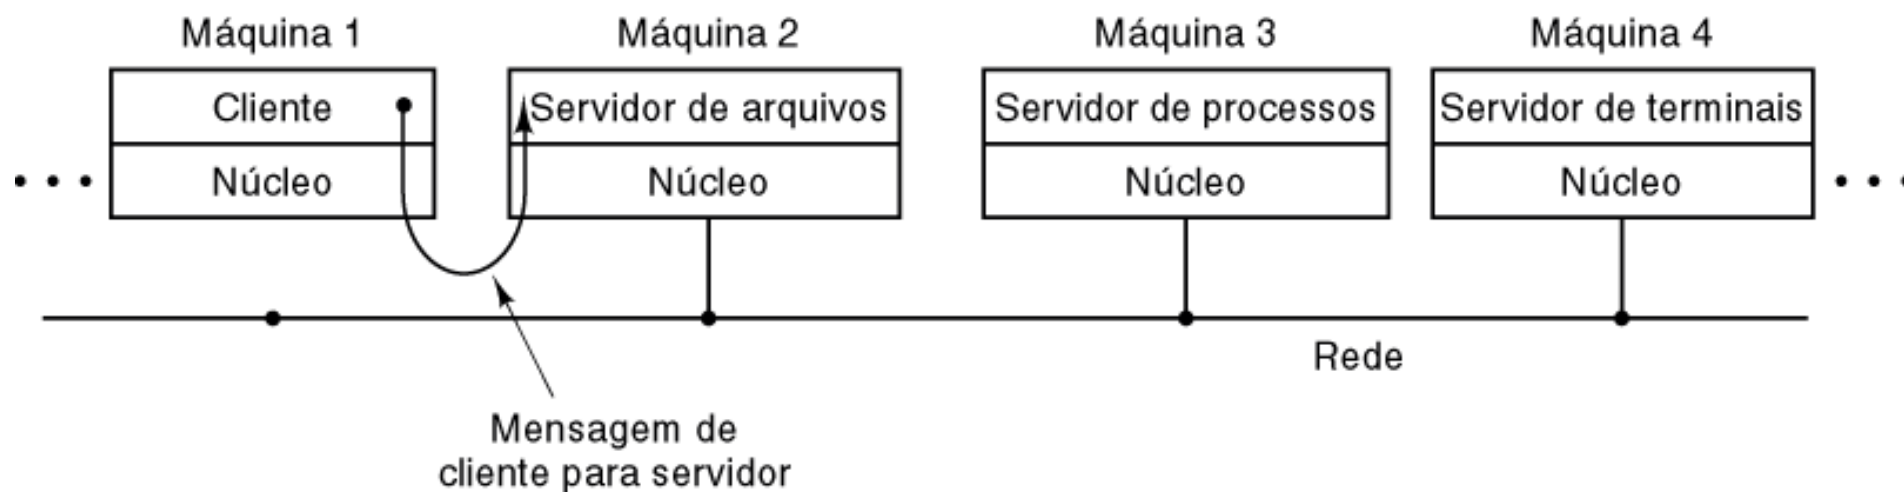 Máquina 1
Máquina 2
Máquina 3
Máquina 4
Cliente
Servidor de arquivos
Servidor de processos
Servidor de terminais
Núcleo
Núcleo
Núcleo
Núcleo
Rede
Mensagem de
cliente para servidor